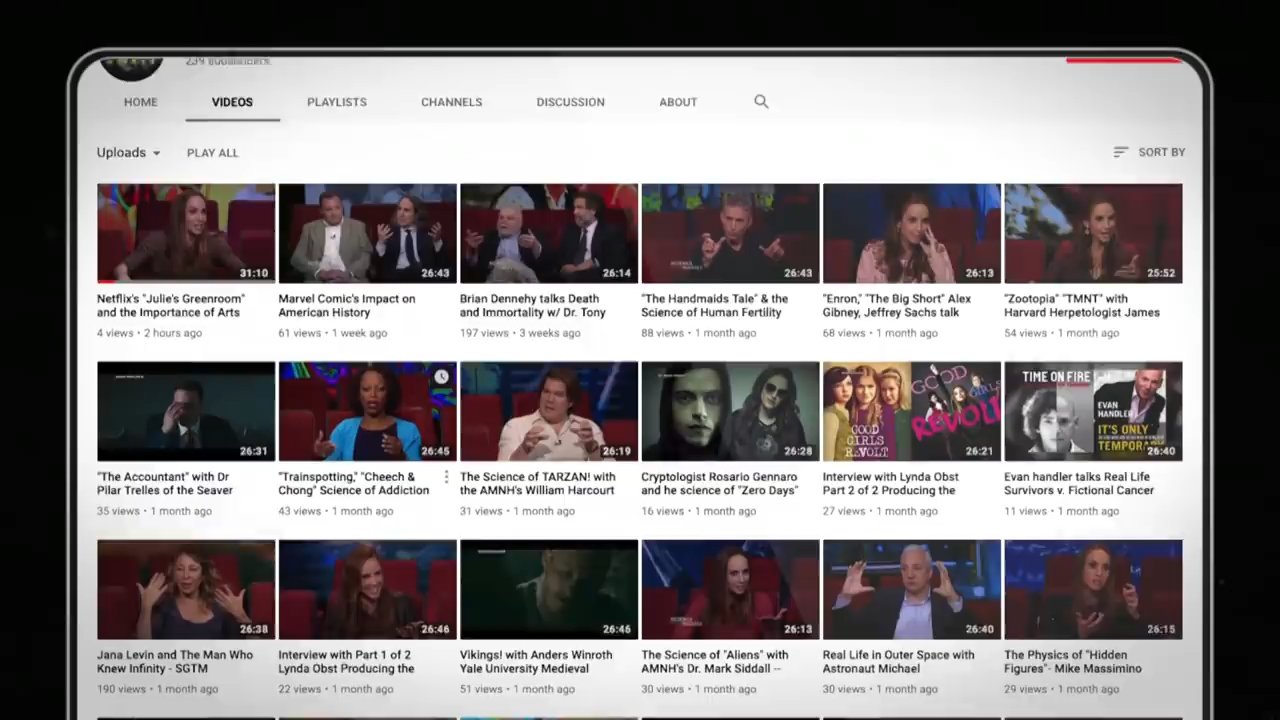 HOME VIDEOS PLAYLISTS CHANNELS DISCUSSION ABOUT
Uploads PLAY ALL SORT BY
31:10
26:43
26:14
26:43
26:13
25:52
Netflix's "Julie's Greenroom"
and the Importance of Arts
4 views • 2 hours ago
Marvel Comic's Impact on
American History
61 views • 1 week ago
Brian Dennehy talks Death
and Immortality w/ Dr. Tony
197 views • 3 weeks ago
"The Handmaids Tale" & the
Science of Human Fertility
88 views • 1 month ago
"Enron," "The Big Short" Alex
Gibney, Jeffrey Sachs talk
68 views • 1 month ago
"Zootopia" "TMNT" with
Harvard Herpetologist James
54 views • 1 month ago
26:31
26:45
26:19
26:28
GOOD
GIRLS
REVOLT
GOOD
GIRLS
REVOLT
26:21
TIME ON FIRE
EVAN
HANDLER
IT'S ONLY
TEMPORA
26:40
"The Accountant" with Dr
Pilar Trelles of the Seaver
35 views • 1 month ago
"Trainspotting," "Cheech &
Chong" Science of Addiction
43 views • 1 month ago
The Science of TARZAN! with
the AMNH's William Harcourt
31 views • 1 month ago
Cryptologist Rosario Gennaro
and he science of "Zero Days"
16 views • 1 month ago
Interview with Lynda Obst
Part 2 of 2 Producing the
27 views • 1 month ago
Evan handler talks Real Life
Survivors v. Fictional Cancer
11 views • 1 month ago
26:38
26:46
26:45
26:13
26:40
26:15
Jana Levin and The Man Who
Knew Infinity - SGTM
190 views • 1 month ago
Interview with Part 1 of 2
Lynda Obst Producing the
22 views • 1 month ago
Vikings! with Anders Winroth
Yale University Medieval
51 views • 1 month ago
The Science of "Aliens" with
AMNH's Dr. Mark Siddall --
30 views • 1 month ago
Real Life in Outer Space with
Astronaut Michael
30 views • 1 month ago
The Physics of "Hidden
Figures"- Mike Massimino
29 views • 1 month ago